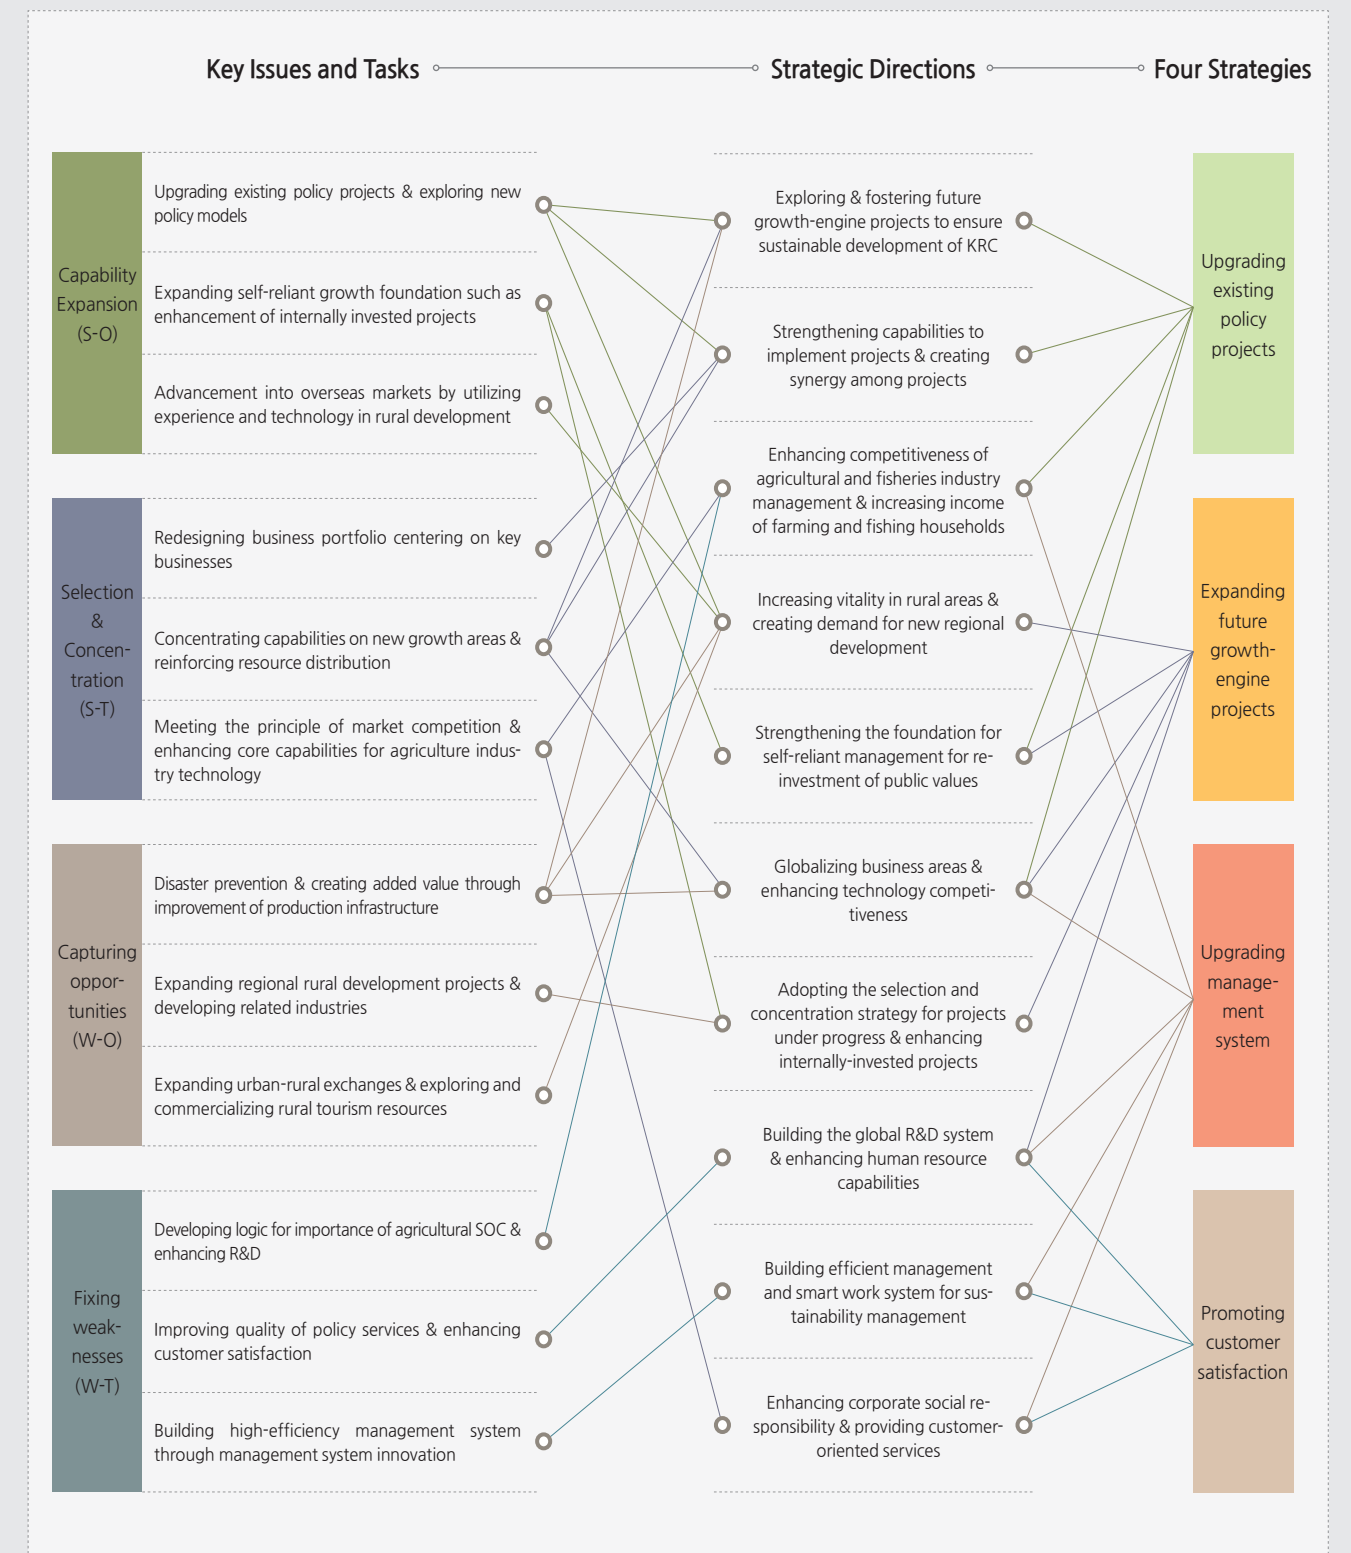 Key Issues and Tasks
Strategic Directions
Four Strategies
Capability
Expansion
(S-O)
Upgrading existing policy projects & exploring new
policy models
Expanding self-reliant growth foundation such as
enhancement of internally invested projects
Advancement into overseas markets by utilizing
experience and technology in rural development
Selection
&
Concen-
tration
(S-T)
Redesigning business portfolio centering on key
businesses
Concentrating capabilities on new growth areas &
reinforcing resource distribution
Meeting the principle of market competition &
enhancing core capabilities for agriculture indus-
try technology
Capturing
oppor-
tunities
(W-O)
Disaster prevention & creating added value through
improvement of production infrastructure
Expanding regional rural development projects &
developing related industries
Expanding urban-rural exchanges & exploring and
commercializing rural tourism resources
Fixing
weak-
nesses
(W-T)
Developing logic for importance of agricultural SOC &
enhancing R&D
Improving quality of policy services & enhancing
customer satisfaction
Building high-efficiency management system
through management system innovation
Exploring & fostering future
growth-engine projects to ensure
sustainable development of KRC
Strengthening capabilities to
implement projects & creating
synergy among projects
Enhancing competitiveness of
agricultural and fisheries industry
management & increasing income
of farming and fishing households
Increasing vitality in rural areas &
creating demand for new regional
development
Strengthening the foundation for
self-reliant management for re-
investment of public values
Globalizing business areas &
enhancing technology competi-
tiveness
Adopting the selection and
concentration strategy for projects
under progress & enhancing
internally-invested projects
Building the global R&D system
& enhancing human resource
capabilities
Building efficient management
and smart work system for sus-
tainability management
Enhancing corporate social re-
sponsibility & providing customer-
oriented services
Upgrading
existing
policy
projects
Expanding
future
growth-
engine
projects
Upgrading
manage-
ment
system
Promoting
customer
satisfaction